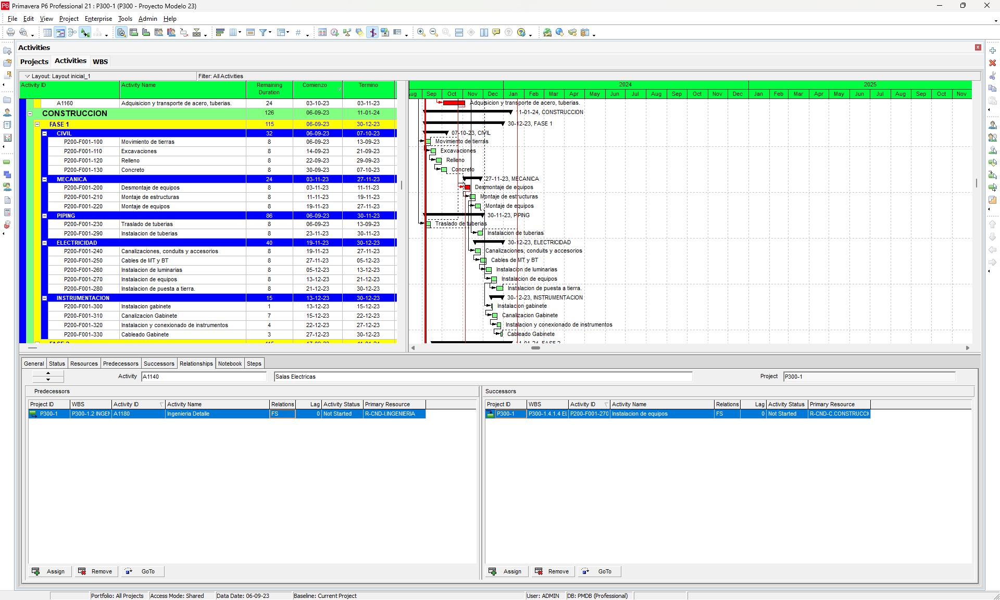 Primavera P6 Professional 21 : P300-1 (P300 - Proyecto Modelo 23)
File Edit View Project Enterprise Tools Admin Help
Activities
Projects Activities WBS
Layout: Layout inicial_1 Filter: All Activities
Activity ID Activity Name Remaining Duration Comienzo Termino
2024 2025
Sep Oct Nov Dec Jan Feb Mar Apr May Jun Jul Aug Sep Oct Nov Dec Jan Feb Mar Apr May Jun Jul Aug Sep Oct Nov
A1160 Adquisicion y transporte de acero, tuberias. 24 03-10-23 03-11-23 Adquisicion y transporte de acero, tuberias.
CONSTRUCCION 126 06-09-23 11-01-24 11-01-24, CONSTRUCCION
FASE 1 115 06-09-23 30-12-23 30-12-23, FASE 1
CIVIL 32 06-09-23 07-10-23 07-10-23, CIVIL
P200-F001-100 Movimiento de tierras 8 06-09-23 13-09-23 Movimiento de tierras
P200-F001-110 Excavaciones 8 14-09-23 21-09-23 Excavaciones
P200-F001-120 Relleno 8 22-09-23 29-09-23 Relleno
P200-F001-130 Concreto 8 30-09-23 07-10-23 Concreto
MECANICA 24 03-11-23 27-11-23 27-11-23, MECANICA
P200-F001-200 Desmontaje de equipos 8 03-11-23 11-11-23 Desmontaje de equipos
P200-F001-210 Montaje de estructuras 8 11-11-23 19-11-23 Montaje de estructuras
P200-F001-220 Montaje de equipos 8 19-11-23 27-11-23 Montaje de equipos
PIPING 86 06-09-23 30-11-23 30-11-23, PIPING
P200-F001-230 Traslado de tuberias 8 06-09-23 13-09-23 Traslado de tuberias
P200-F001-290 Instalacion de tuberias 8 23-11-23 30-11-23 Instalacion de tuberias
ELECTRICIDAD 40 19-11-23 30-12-23 30-12-23, ELECTRICIDAD
P200-F001-240 Canalizaciones, conduits y accesorios 8 19-11-23 27-11-23 Canalizaciones, conduits y accesorios
P200-F001-250 Cables de MT y BT 8 27-11-23 05-12-23 Cables de MT y BT
P200-F001-260 Instalacion de luminarias 8 05-12-23 13-12-23 Instalacion de luminarias
P200-F001-270 Instalacion de equipos 8 13-12-23 21-12-23 Instalacion de equipos
P200-F001-280 Instalacion de puesta a tierra. 8 21-12-23 30-12-23 Instalacion de puesta a tierra.
INSTRUMENTACION 15 13-12-23 30-12-23 30-12-23, INSTRUMENTACION
P200-F001-300 Instalacion gabinete 1 13-12-23 15-12-23 Instalacion gabinete
P200-F001-310 Canalizacion Gabinete 7 15-12-23 22-12-23 Canalizacion Gabinete
P200-F001-320 Instalacion y conexionado de instrumentos 4 22-12-23 27-12-23 Instalacion y conexionado de instrumentos
P200-F001-330 Cableado Gabinete 3 27-12-23 30-12-23 Cableado Gabinete
General Status Resources Predecessors Successors Relationships Notebook Steps
Activity A1140 Salas Electricas Project P300-1
Predecessors Successors
Project ID WBS Activity ID Activity Name Relations Lag Activity Status Primary Resource Project ID WBS Activity ID Activity Name Relations Lag Activity Status Primary Resource
P300-1 P300-1.2 INGEN A1180 Ingenieria Detalle FS 0 Not Started R-CND-I.INGENIERIA P300-1 P300-1.4.1.4 EL P200-F001-270 Instalacion de equipos FS 0 Not Started R-CND-C.CONSTRUCCI
Assign Remove GoTo Assign Remove GoTo
Portfolio: All Projects Access Mode: Shared Data Date: 06-09-23 Baseline: Current Project User: ADMIN DB: PMDB (Professional)